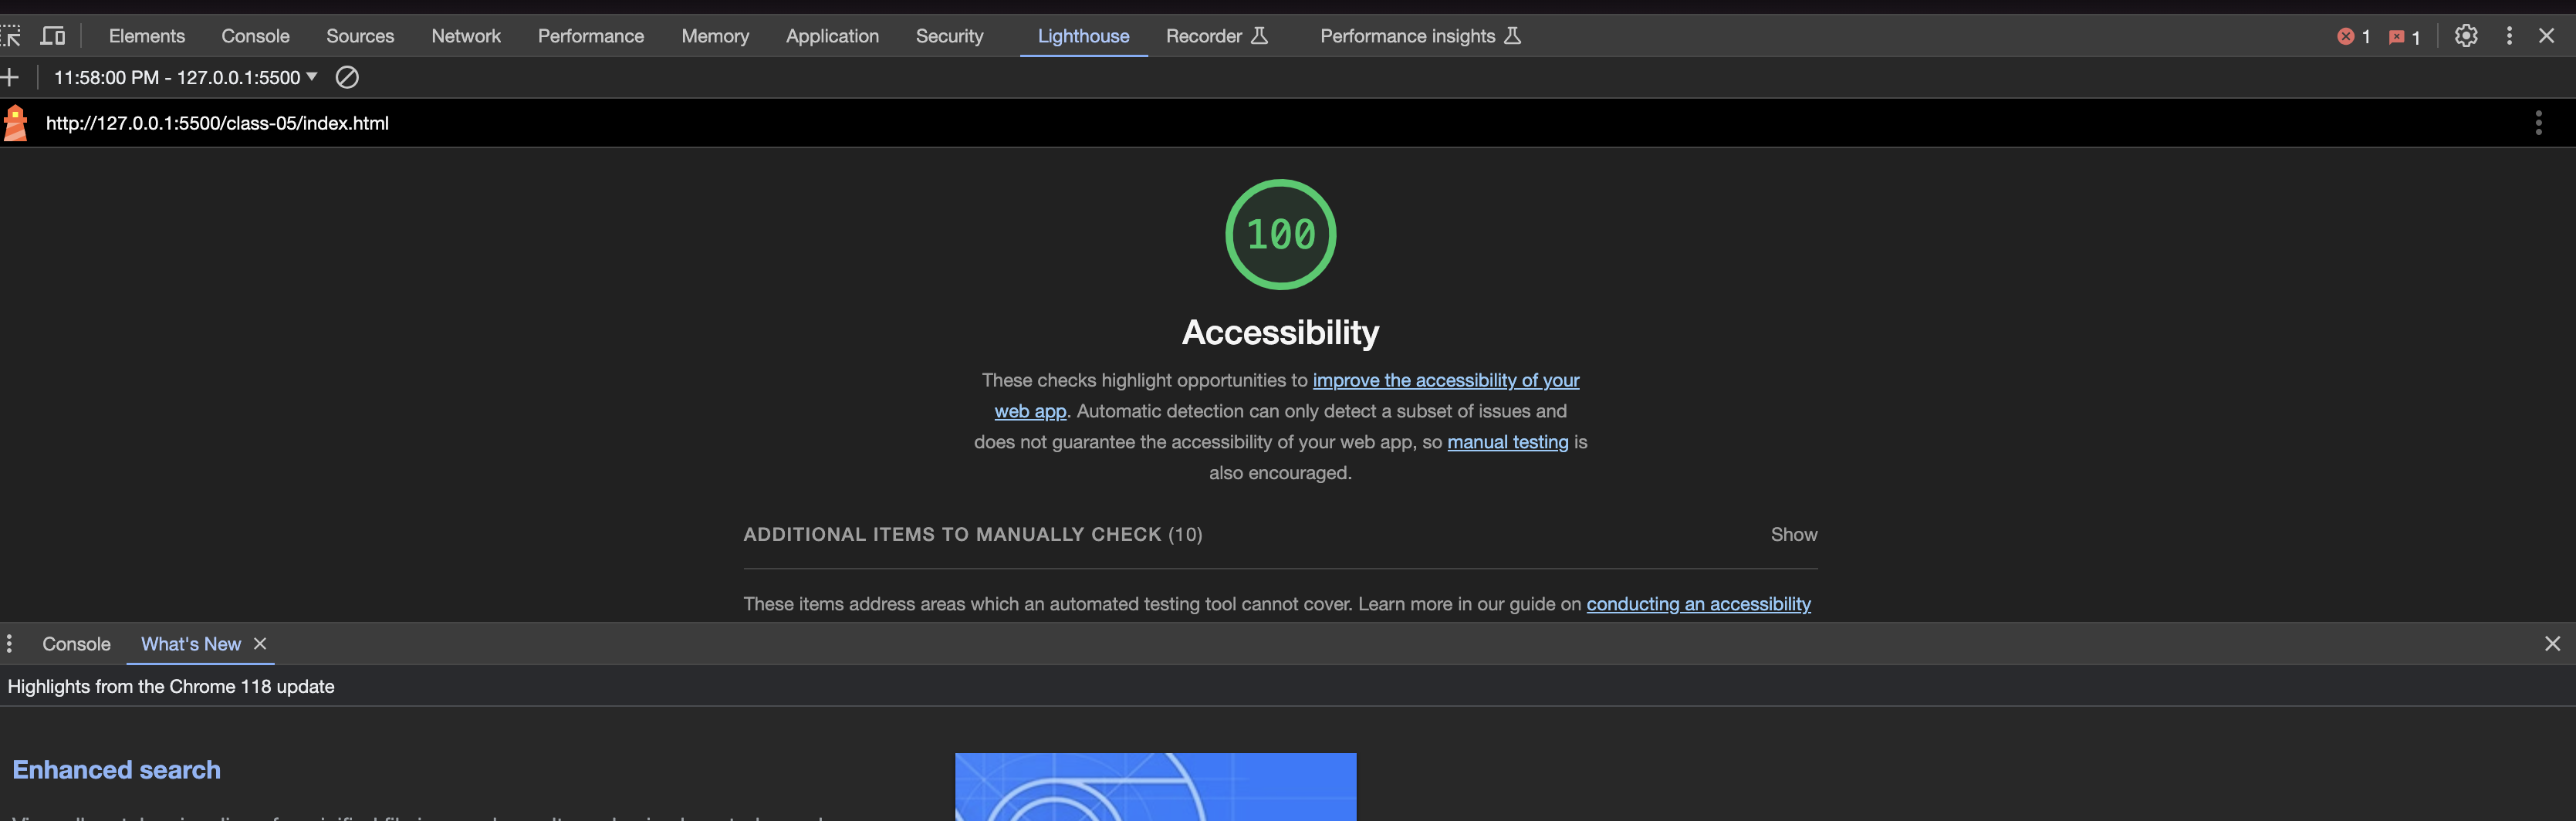 Elements Console Sources Network Performance Memory Application Security Lighthouse Recorder Performance insights 1 1
11:58:00 PM - 127.0.0.1:5500
http://127.0.0.1:5500/class-05/index.html
100
Accessibility
These checks highlight opportunities to improve the accessibility of your
web app. Automatic detection can only detect a subset of issues and
does not guarantee the accessibility of your web app, so manual testing is
also encouraged.
ADDITIONAL ITEMS TO MANUALLY CHECK (10) Show
These items address areas which an automated testing tool cannot cover. Learn more in our guide on conducting an accessibility
Console What's New
Highlights from the Chrome 118 update
Enhanced search